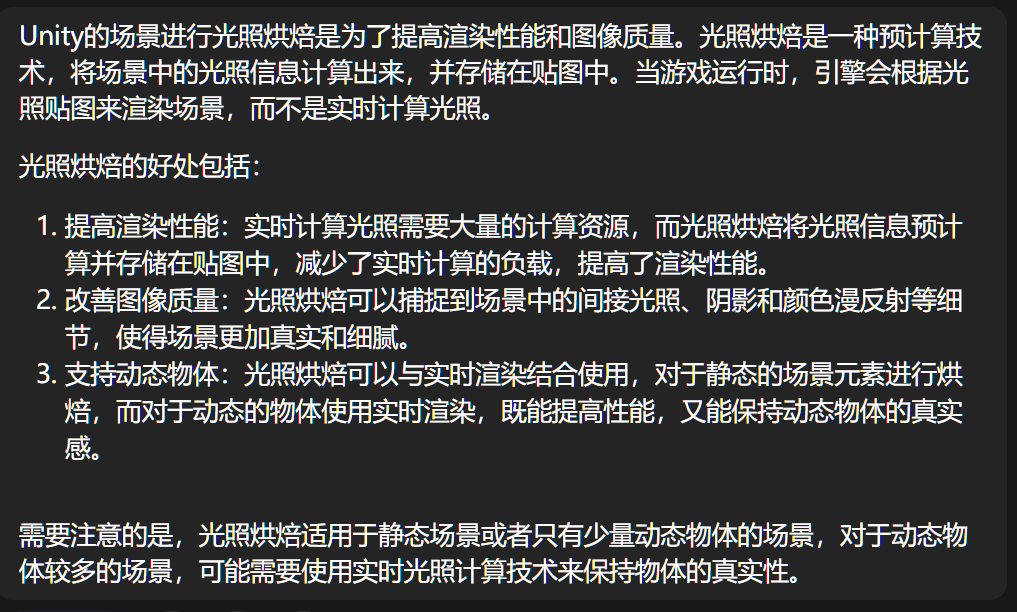 Unity的场景进行光照烘焙是为了提高渲染性能和图像质量。光照烘焙是一种预计算技
术，将场景中的光照信息计算出来，并存储在贴图中。当游戏运行时，引擎会根据光
照贴图来渲染场景，而不是实时计算光照。
光照烘焙的好处包括：
1. 提高渲染性能：实时计算光照需要大量的计算资源，而光照烘焙将光照信息预计
算并存储在贴图中，减少了实时计算的负载，提高了渲染性能。
2. 改善图像质量：光照烘焙可以捕捉到场景中的间接光照、阴影和颜色漫反射等细
节，使得场景更加真实和细腻。
3. 支持动态物体：光照烘焙可以与实时渲染结合使用，对于静态的场景元素进行烘
焙，而对于动态的物体使用实时渲染，既能提高性能，又能保持动态物体的真实
感。
需要注意的是，光照烘焙适用于静态场景或者只有少量动态物体的场景，对于动态物
体较多的场景，可能需要使用实时光照计算技术来保持物体的真实性。